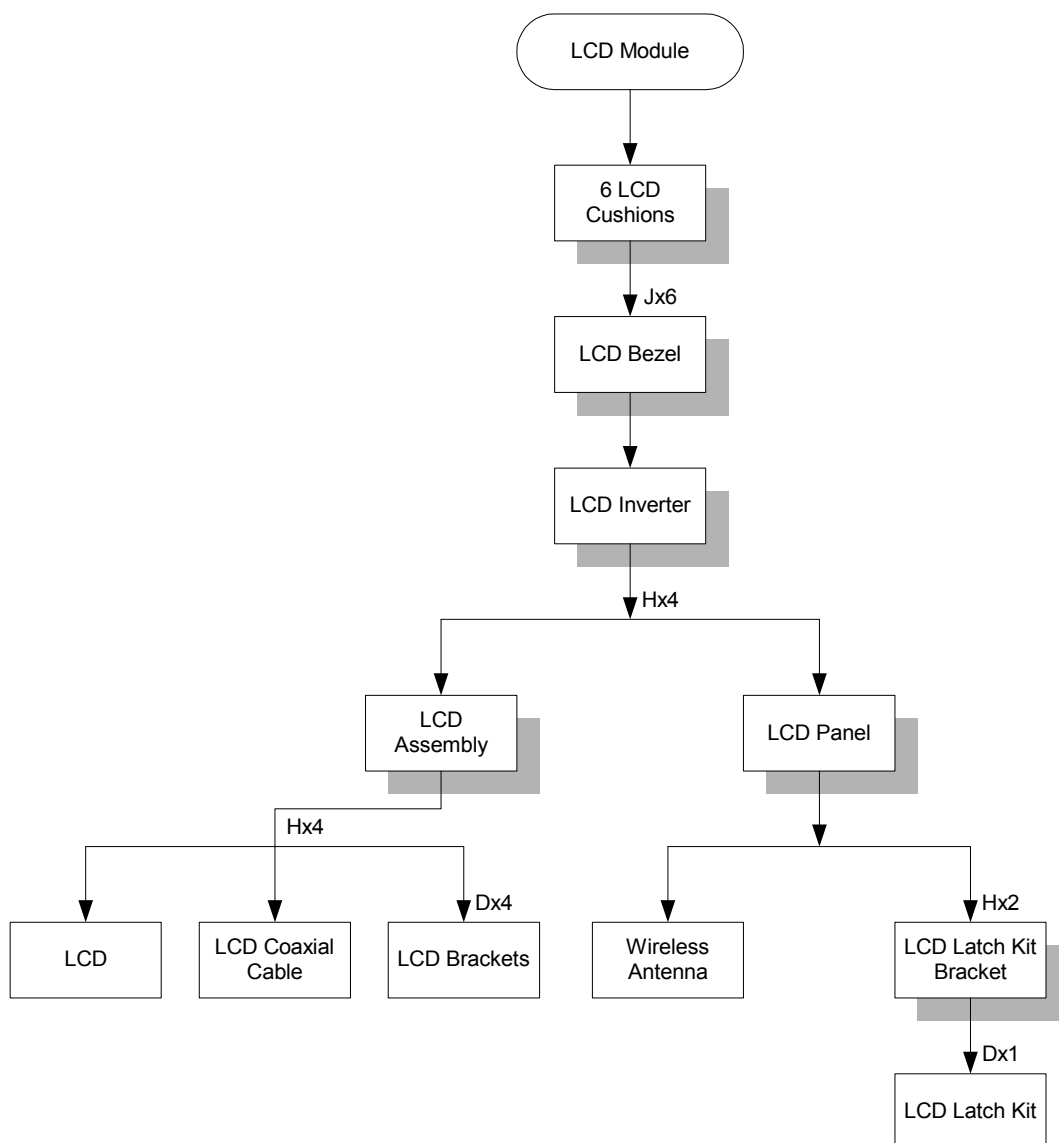 LCD Module
6 LCD
Cushions
Jx6
LCD Bezel
LCD Inverter
Hx4
LCD
Assembly
LCD Panel
Hx4
Dx4
Hx2
LCD
LCD Coaxial
Cable
LCD Brackets
Wireless
Antenna
LCD Latch Kit
Bracket
Dx1
LCD Latch Kit